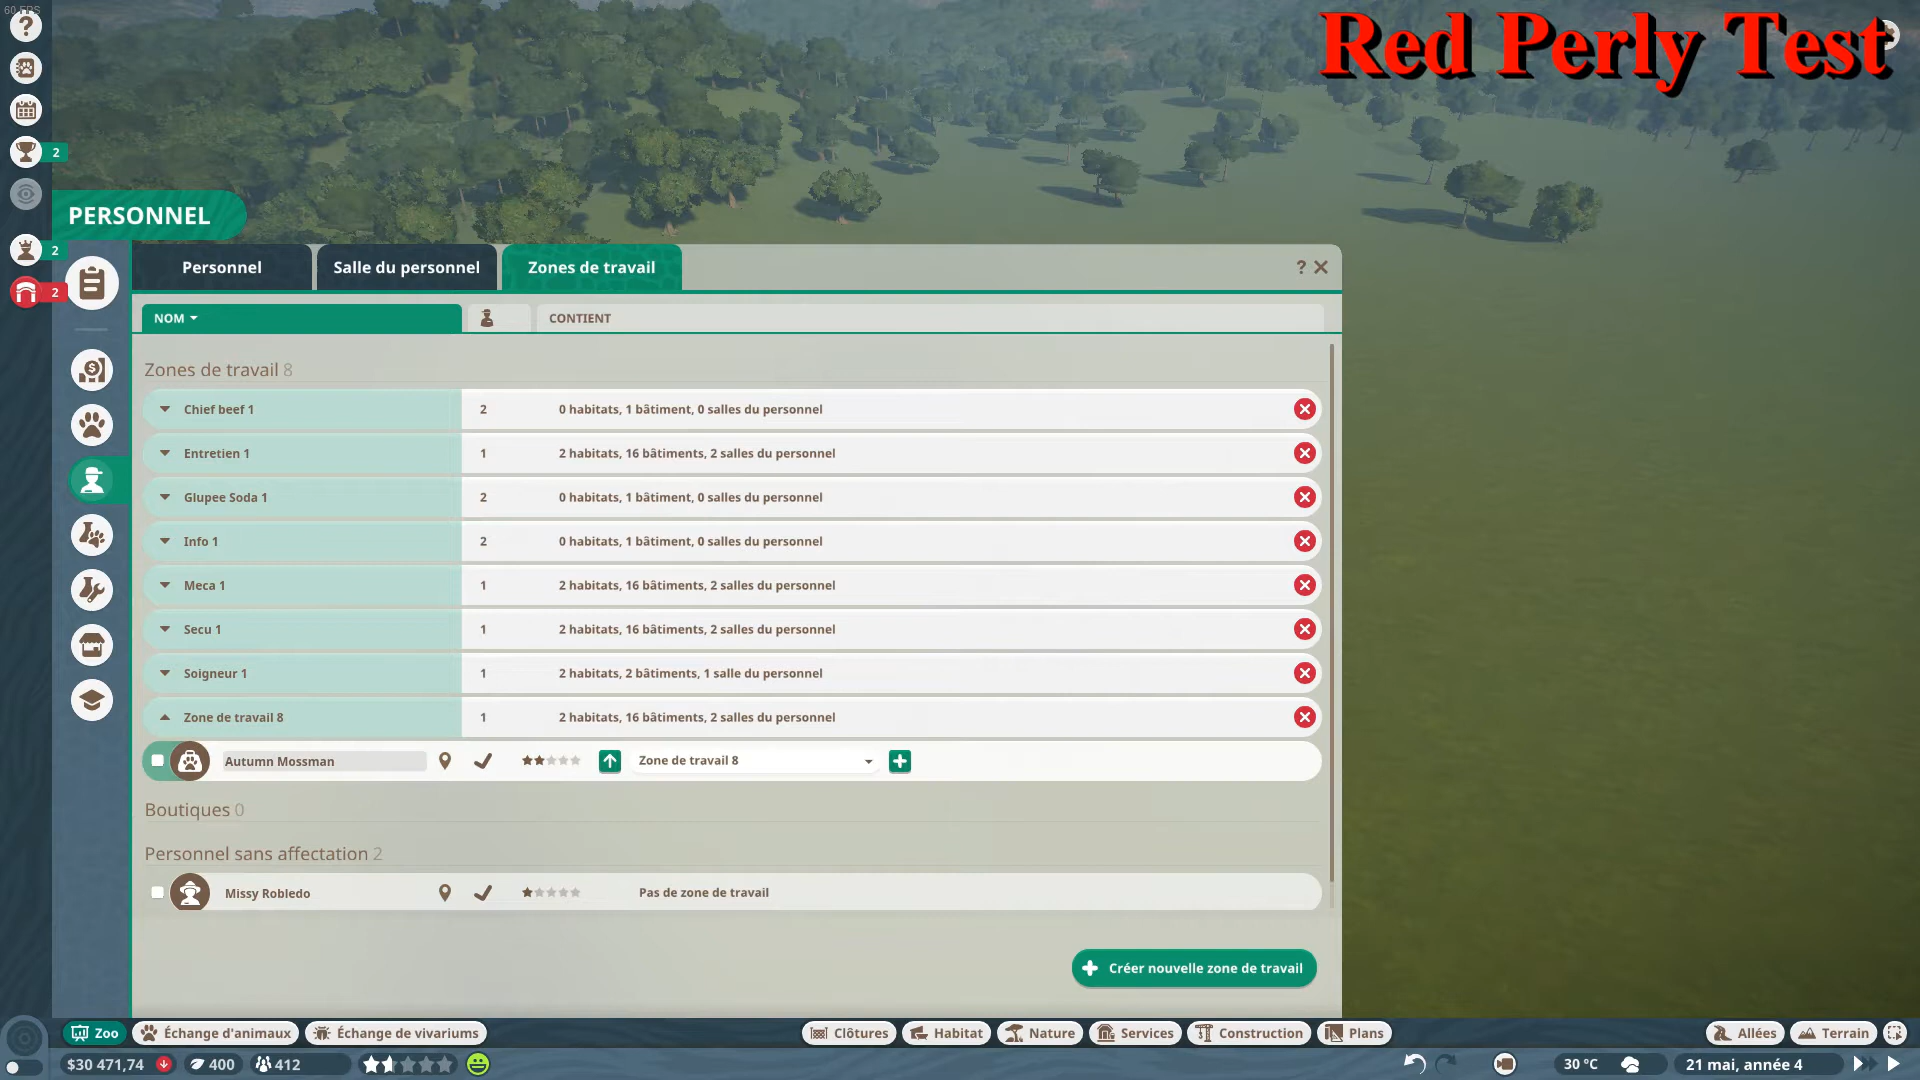 60 FPS
Red Perly Test
2
PERSONNEL
2
2
Personnel
Salle du personnel
Zones de travail
?
NOM
CONTIENT
Zones de travail 8
Chief beef 1 2 0 habitats, 1 bâtiment, 0 salles du personnel
Entretien 1 1 2 habitats, 16 bâtiments, 2 salles du personnel
Glupee Soda 1 2 0 habitats, 1 bâtiment, 0 salles du personnel
Info 1 2 0 habitats, 1 bâtiment, 0 salles du personnel
Meca 1 1 2 habitats, 16 bâtiments, 2 salles du personnel
Secu 1 1 2 habitats, 16 bâtiments, 2 salles du personnel
Soigneur 1 1 2 habitats, 2 bâtiments, 1 salle du personnel
Zone de travail 8 1 2 habitats, 16 bâtiments, 2 salles du personnel
Autumn Mossman Zone de travail 8
Boutiques 0
Personnel sans affectation 2
Missy Robledo Pas de zone de travail
Créer nouvelle zone de travail
Zoo Échange d'animaux Échange de vivariums Clôtures Habitat Nature Services Construction Plans Allées Terrain
$30 471,74 400 412 30 °C 21 mai, année 4